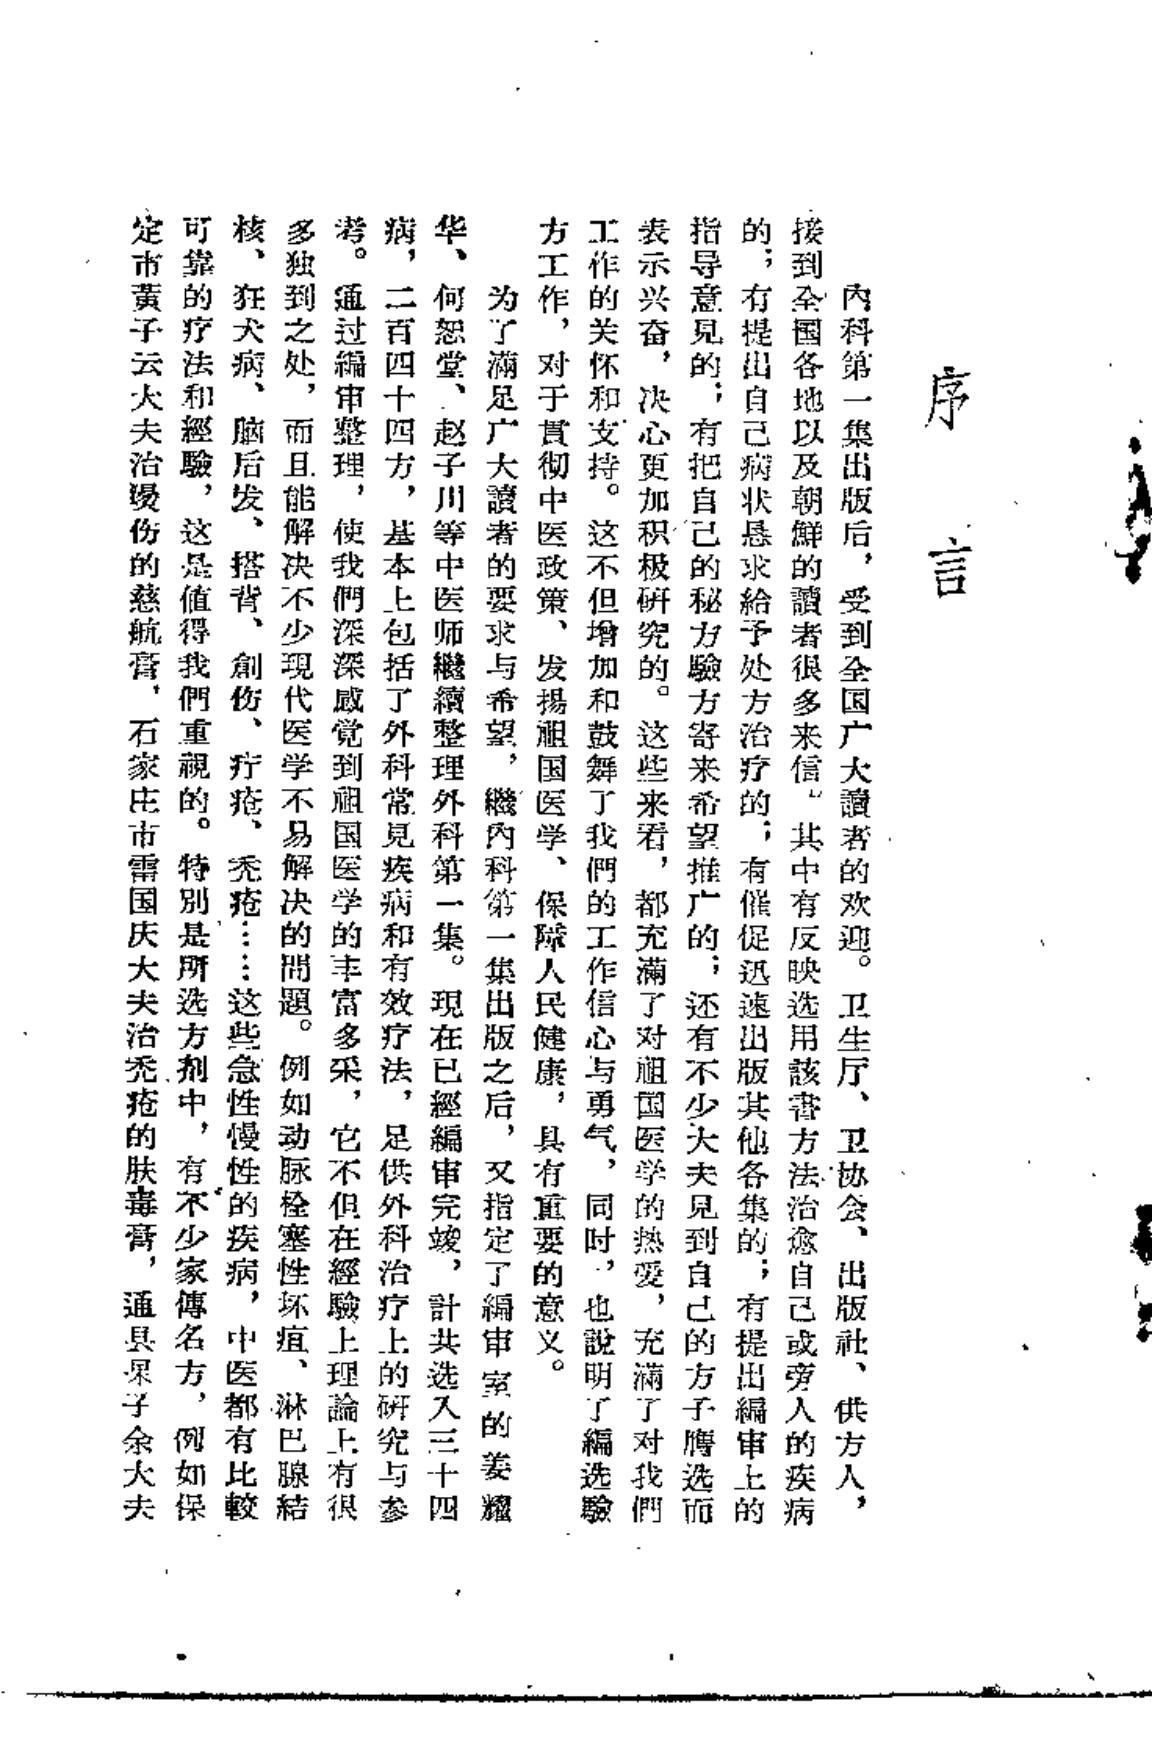 序言
內科第一集出版后，受到全国广大讀者的欢迎。卫生厅、卫协会、出版社、供方人，
接到全国各地以及朝鮮的讀者很多来信。其中有反映选用該書方法治愈自己或旁人的疾病
的；有提出自己病状恳求給予处方治疗的；有催促迅速出版其他各集的；有提出編审上的
指导意見的；有把自己的秘方驗方寄来希望推广的；还有不少大夫見到自己的方子膺选而
表示兴奋，决心更加积极研究的。这些来看，都充滿了对祖国医学的热爱，充滿了对我們
工作的关怀和支持。这不但增加和鼓舞了我們的工作信心与勇气，同时，也說明了編选驗
方工作，对于貫彻中医政策、发揚祖国医学、保障人民健康，具有重要的意义。
为了滿足广大讀者的要求与希望，繼內科第一集出版之后，又指定了編审室的姜耀
华、何恕堂、赵子川等中医师繼續整理外科第一集。現在已經編审完竣，計共选入三十四
病，二百四十四方，基本上包括了外科常見疾病和有效疗法，足供外科治疗上的研究与参
考。通过編审整理，使我們深深感觉到祖国医学的丰富多采，它不但在經驗上理論上有很
多独到之处，而且能解决不少現代医学不易解决的問題。例如动脉栓塞性坏疽、淋巴腺結
核、狂犬病、脑后发、搭背、創伤、疔疮、秃疮……这些急性慢性的疾病，中医都有比較
可靠的疗法和經驗，这是值得我們重視的。特別是所选方剂中，有不少家傳名方，例如保
定市黃子云大夫治燙伤的慈航膏，石家庄市雷国庆大夫治秃疮的肤毒膏，通县杲子余大夫